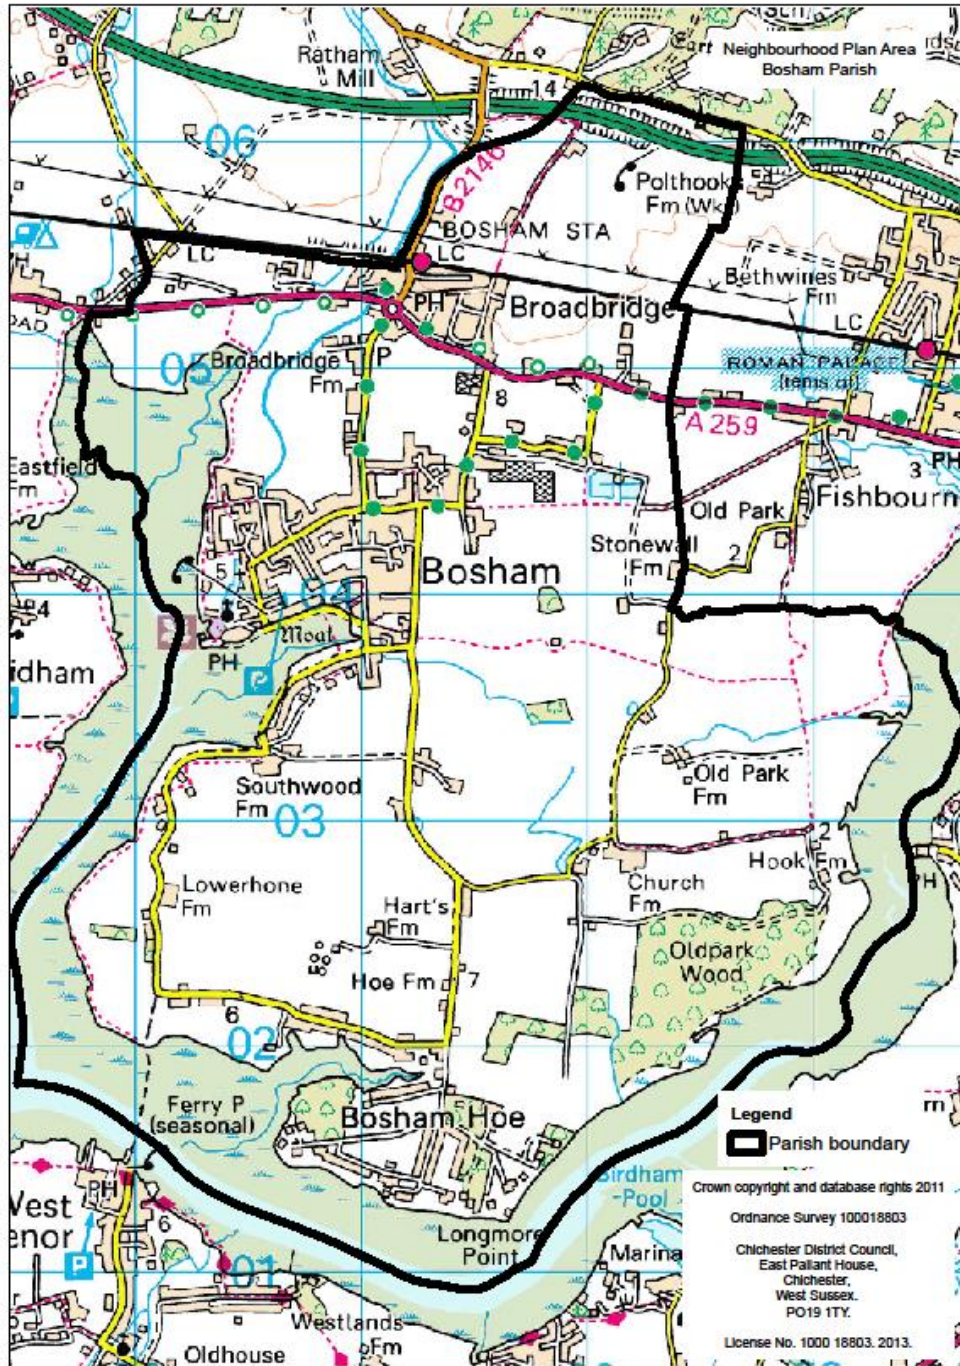 Neighbourhood Plan Area
Bosham Parish
Ratham
Mill
14
06
B2146
Polthooks
Fm (Wks)
BOSHAM STA
LC
LC
Bethwines
Fm
Broadbridge
PH
LC
05
Broadbridge
Fm
P
ROMAN PALACE
(remains of)
8
A 259
Eastfield
Fm
3
PH
Old Park
Fishbourn
Stonewall
Fm
2
5
Bosham
04
Moat
PH
P
idham
Southwood
Fm
Old Park
Fm
03
2
Hook Fm
Lowerhone
Fm
Church
Fm
PH
Hart's
Fm
Oldpark
Wood
Hoe Fm
7
6
02
Ferry P
(seasonal)
Bosham Hoe
Legend
Parish boundary
Birdham
Pool
PH
West
enor
6
P
01
Longmore
Point
Marina
Westlands
Fm
Oldhouse
Crown copyright and database rights 2011
Ordnance Survey 100018803
Chichester District Council,
East Pallant House,
Chichester,
West Sussex.
PO19 1TY.
License No. 1000 18803. 2013.